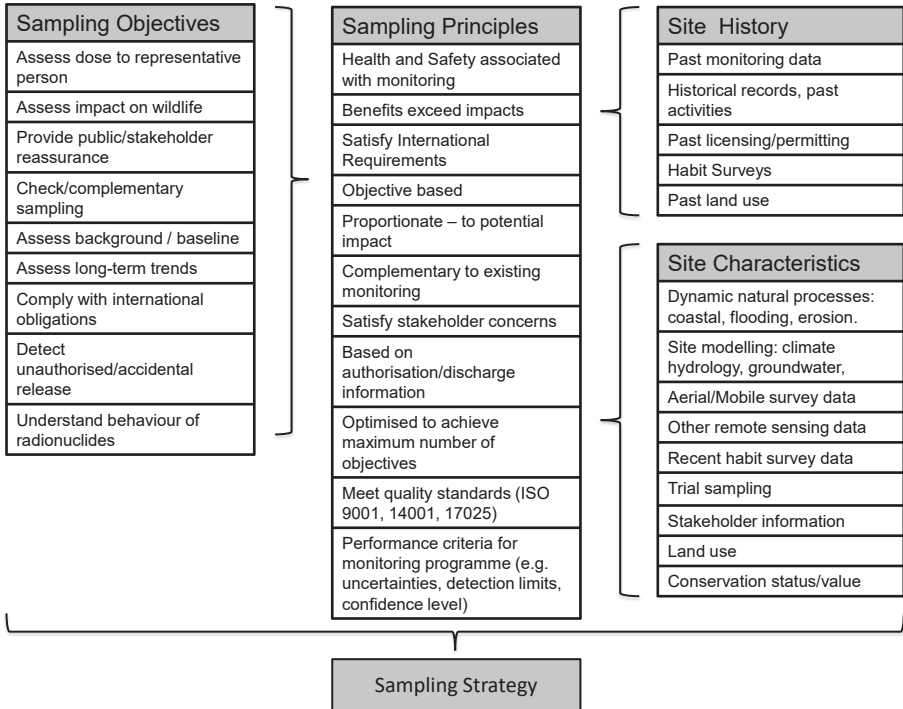 Sampling Objectives
Assess dose to representative
person
Assess impact on wildlife
Provide public/stakeholder
reassurance
Check/complementary
sampling
Assess background / baseline
Assess long-term trends
Comply with international
obligations
Detect
unauthorised/accidental
release
Understand behaviour of
radionuclides
Sampling Principles
Health and Safety associated
with monitoring
Benefits exceed impacts
Satisfy International
Requirements
Objective based
Proportionate – to potential
impact
Complementary to existing
monitoring
Satisfy stakeholder concerns
Based on
authorisation/discharge
information
Optimised to achieve
maximum number of
objectives
Meet quality standards (ISO
9001, 14001, 17025)
Performance criteria for
monitoring programme (e.g.
uncertainties, detection limits,
confidence level)
Site History
Past monitoring data
Historical records, past
activities
Past licensing/permitting
Habit Surveys
Past land use
Site Characteristics
Dynamic natural processes:
coastal, flooding, erosion.
Site modelling: climate
hydrology, groundwater,
Aerial/Mobile survey data
Other remote sensing data
Recent habit survey data
Trial sampling
Stakeholder information
Land use
Conservation status/value
Sampling Strategy